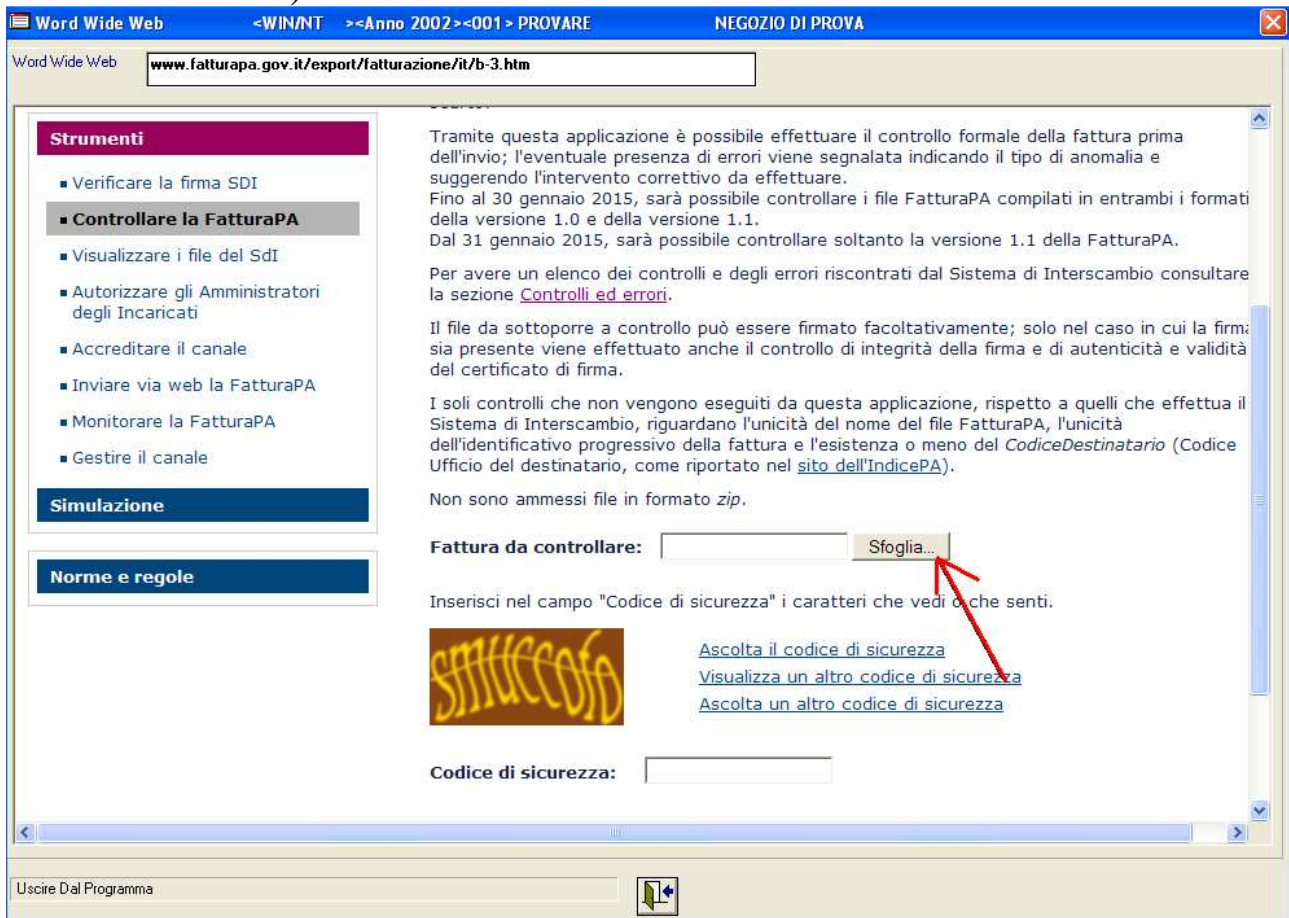 Word Wide Web <WIN/NT ><Anno 2002><001> PROVARE NEGOZIO DI PROVA
Word Wide Web www.fatturapa.gov.it/export/fatturazione/it/b-3.htm
Strumenti
▪ Verificare la firma SDI
▪ Controllare la FatturaPA
▪ Visualizzare i file del SdI
▪ Autorizzare gli Amministratori
degli Incaricati
▪ Accreditare il canale
▪ Inviare via web la FatturaPA
▪ Monitorare la FatturaPA
▪ Gestire il canale
Simulazione
Norme e regole
Tramite questa applicazione è possibile effettuare il controllo formale della fattura prima
dell'invio; l'eventuale presenza di errori viene segnalata indicando il tipo di anomalia e
suggerendo l'intervento correttivo da effettuare.
Fino al 30 gennaio 2015, sarà possibile controllare i file FatturaPA compilati in entrambi i formati
della versione 1.0 e della versione 1.1.
Dal 31 gennaio 2015, sarà possibile controllare soltanto la versione 1.1 della FatturaPA.
Per avere un elenco dei controlli e degli errori riscontrati dal Sistema di Interscambio consultare
la sezione Controlli ed errori.
Il file da sottoporre a controllo può essere firmato facoltativamente; solo nel caso in cui la firma
sia presente viene effettuato anche il controllo di integrità della firma e di autenticità e validità
del certificato di firma.
I soli controlli che non vengono eseguiti da questa applicazione, rispetto a quelli che effettua il
Sistema di Interscambio, riguardano l'unicità del nome del file FatturaPA, l'unicità
dell'identificativo progressivo della fattura e l'esistenza o meno del CodiceDestinatario (Codice
Ufficio del destinatario, come riportato nel sito dell'IndicePA).
Non sono ammessi file in formato zip.
Fattura da controllare: Sfoglia...
Inserisci nel campo "Codice di sicurezza" i caratteri che vedi o che senti.
smuccofo
Ascolta il codice di sicurezza
Visualizza un altro codice di sicurezza
Ascolta un altro codice di sicurezza
Codice di sicurezza:
Uscire Dal Programma